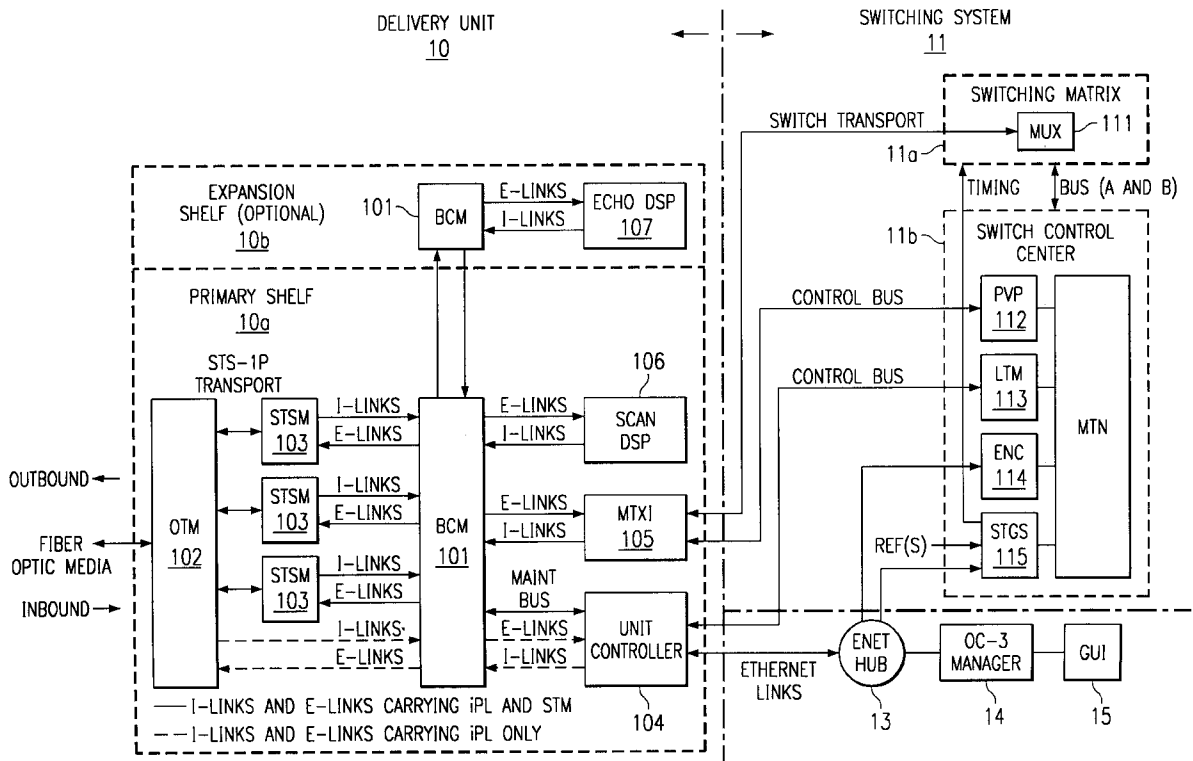 DELIVERY UNIT
10
SWITCHING SYSTEM
11
SWITCHING MATRIX
MUX
111
11a
SWITCH TRANSPORT
TIMING
BUS (A AND B)
EXPANSION
SHELF (OPTIONAL)
10b
101
BCM
E-LINKS
I-LINKS
ECHO DSP
107
11b
SWITCH CONTROL
CENTER
PRIMARY SHELF
10a
CONTROL BUS
PVP
112
STS-1P
TRANSPORT
106
CONTROL BUS
LTM
113
MTN
STSM
103
I-LINKS
E-LINKS
E-LINKS
I-LINKS
SCAN
DSP
ENC
114
OUTBOUND
STSM
103
I-LINKS
E-LINKS
E-LINKS
I-LINKS
MTXI
105
OTM
102
BCM
101
REF(S)
STGS
115
FIBER
OPTIC MEDIA
STSM
103
I-LINKS
E-LINKS
MAINT
BUS
INBOUND
I-LINKS
E-LINKS
E-LINKS
I-LINKS
UNIT
CONTROLLER
104
ETHERNET
LINKS
ENET
HUB
13
OC-3
MANAGER
14
GUI
15
I-LINKS AND E-LINKS CARRYING iPL AND STM
I-LINKS AND E-LINKS CARRYING iPL ONLY